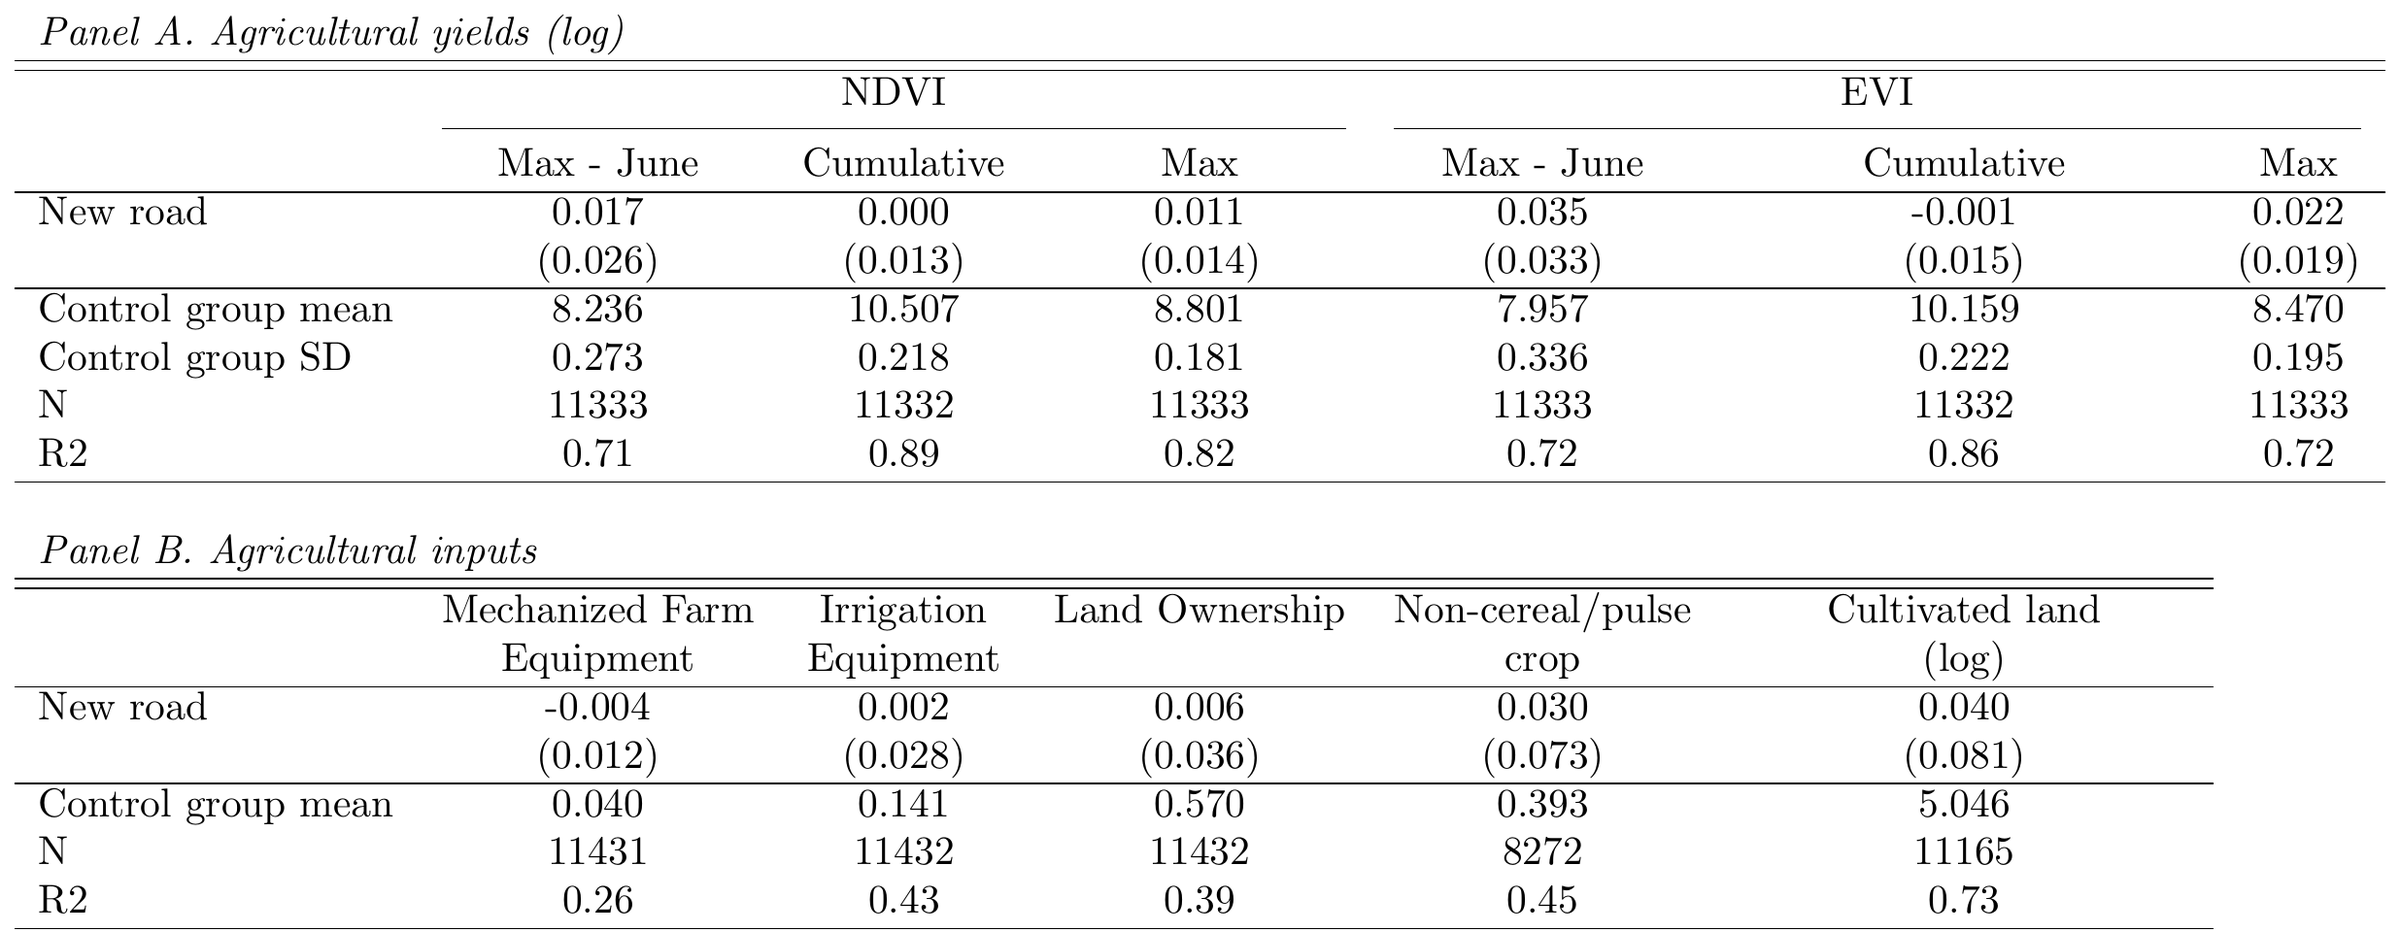 Panel A. Agricultural yields (log)
NDVI EVI
Max - June Cumulative Max Max - June Cumulative Max
New road 0.017 0.000 0.011 0.035 -0.001 0.022
(0.026) (0.013) (0.014) (0.033) (0.015) (0.019)
Control group mean 8.236 10.507 8.801 7.957 10.159 8.470
Control group SD 0.273 0.218 0.181 0.336 0.222 0.195
N 11333 11332 11333 11333 11332 11333
R2 0.71 0.89 0.82 0.72 0.86 0.72
Panel B. Agricultural inputs
Mechanized Farm Irrigation Land Ownership Non-cereal/pulse Cultivated land
Equipment Equipment crop (log)
New road -0.004 0.002 0.006 0.030 0.040
(0.012) (0.028) (0.036) (0.073) (0.081)
Control group mean 0.040 0.141 0.570 0.393 5.046
N 11431 11432 11432 8272 11165
R2 0.26 0.43 0.39 0.45 0.73